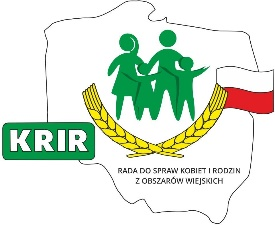 KRIR
RADA DO SPRAW KOBIET I RODZIN
Z OBSZARÓW WIEJSKICH